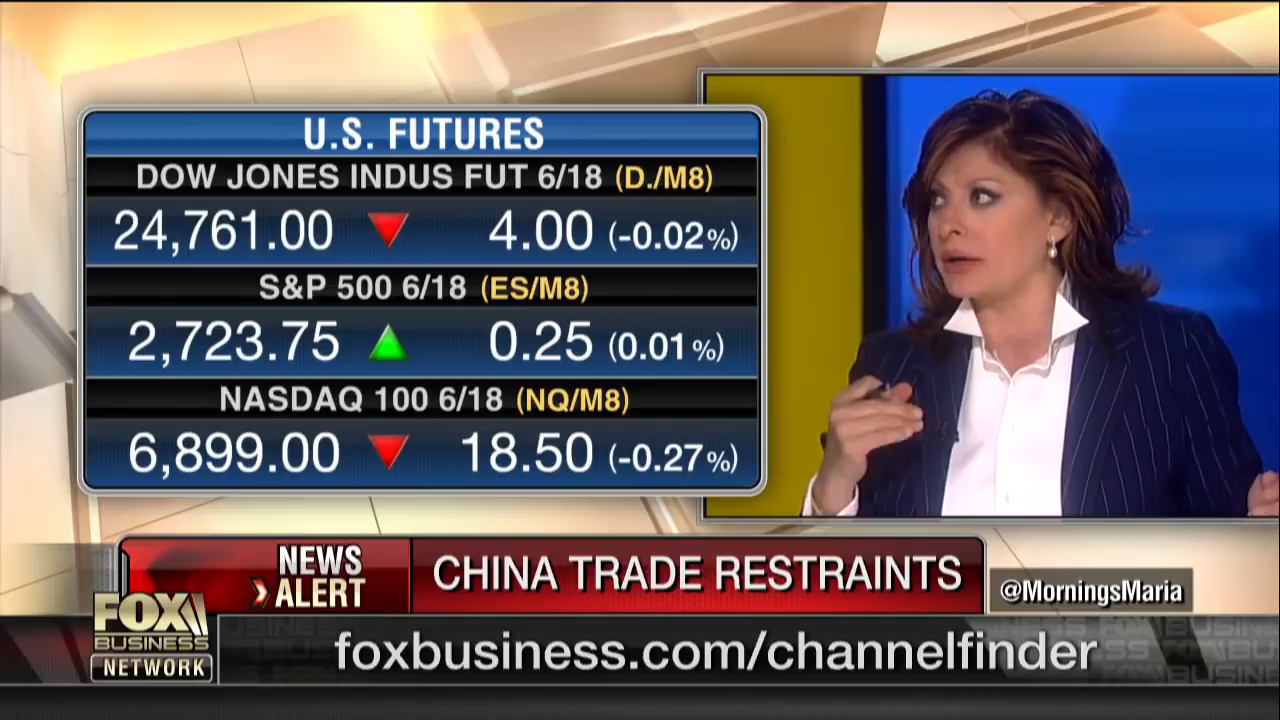 U.S. FUTURES
DOW JONES INDUS FUT 6/18 (D./M8)
24,761.00 4.00 (-0.02%)
S&P 500 6/18 (ES/M8)
2,723.75 0.25 (0.01%)
NASDAQ 100 6/18 (NQ/M8)
6,899.00 18.50 (-0.27%)
NEWS
ALERT
CHINA TRADE RESTRAINTS
@MorningsMaria
FOX
BUSINESS
NETWORK
foxbusiness.com/channelfinder